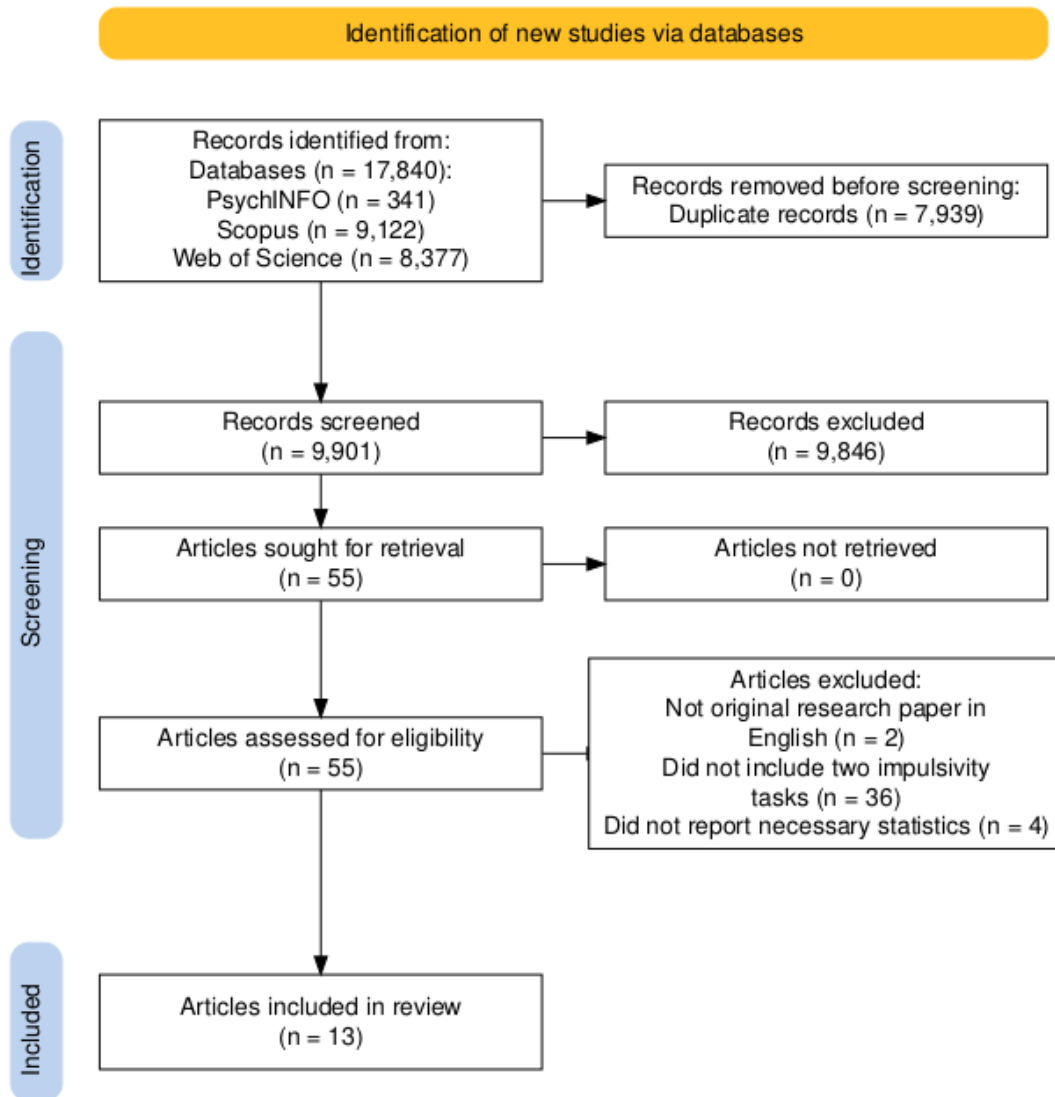 Identification of new studies via databases
Identification
Records identified from:
Databases (n = 17,840):
PsychINFO (n = 341)
Scopus (n = 9,122)
Web of Science (n = 8,377)
Records removed before screening:
Duplicate records (n = 7,939)
Screening
Records screened
(n = 9,901)
Records excluded
(n = 9,846)
Articles sought for retrieval
(n = 55)
Articles not retrieved
(n = 0)
Articles assessed for eligibility
(n = 55)
Articles excluded:
Not original research paper in
English (n = 2)
Did not include two impulsivity
tasks (n = 36)
Did not report necessary statistics (n = 4)
Included
Articles included in review
(n = 13)